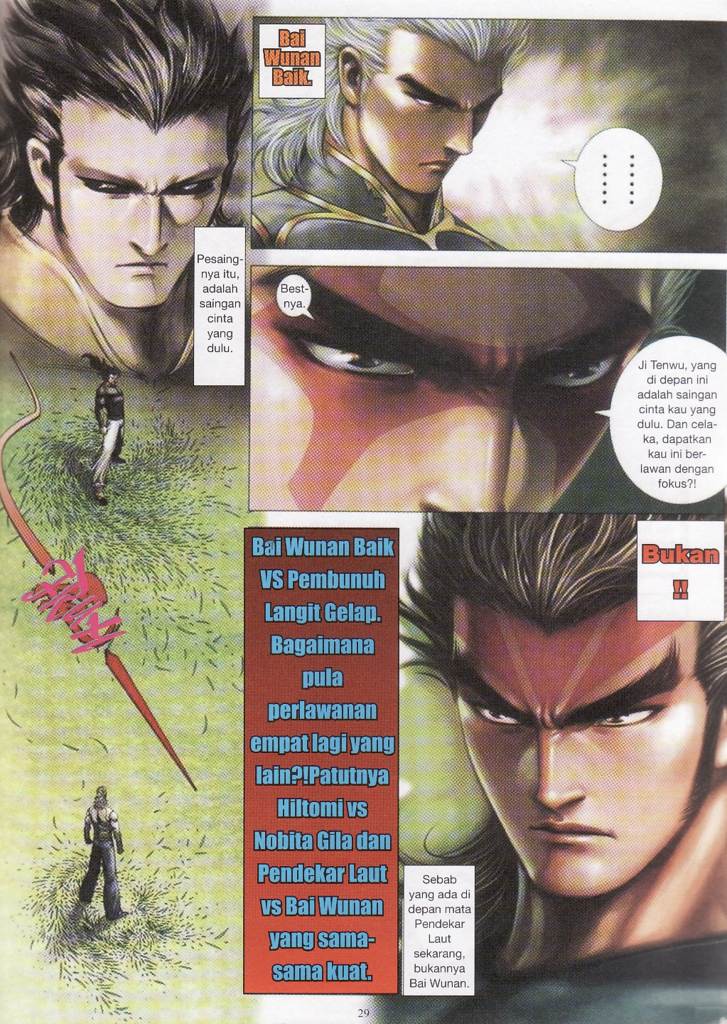 Bai
Wunan
Baik.
Pesaing-
nya itu,
adalah
saingan
cinta
yang
dulu.
Best-
nya.
Ji Tenwu, yang
di depan ini
adalah saingan
cinta kau yang
dulu. Dan cela-
ka, dapatkan
kau ini ber-
lawan dengan
fokus?!
Bukan
!!
Bai Wunan Baik
VS Pembunuh
Langit Gelap.
Bagaimana
pula
perlawanan
empat lagi yang
lain?!Patutnya
Hiltomi vs
Nobita Gila dan
Pendekar Laut
vs Bai Wunan
yang sama-
sama kuat.
Sebab
yang ada di
depan mata
Pendekar
Laut
sekarang,
bukannya
Bai Wunan.
29